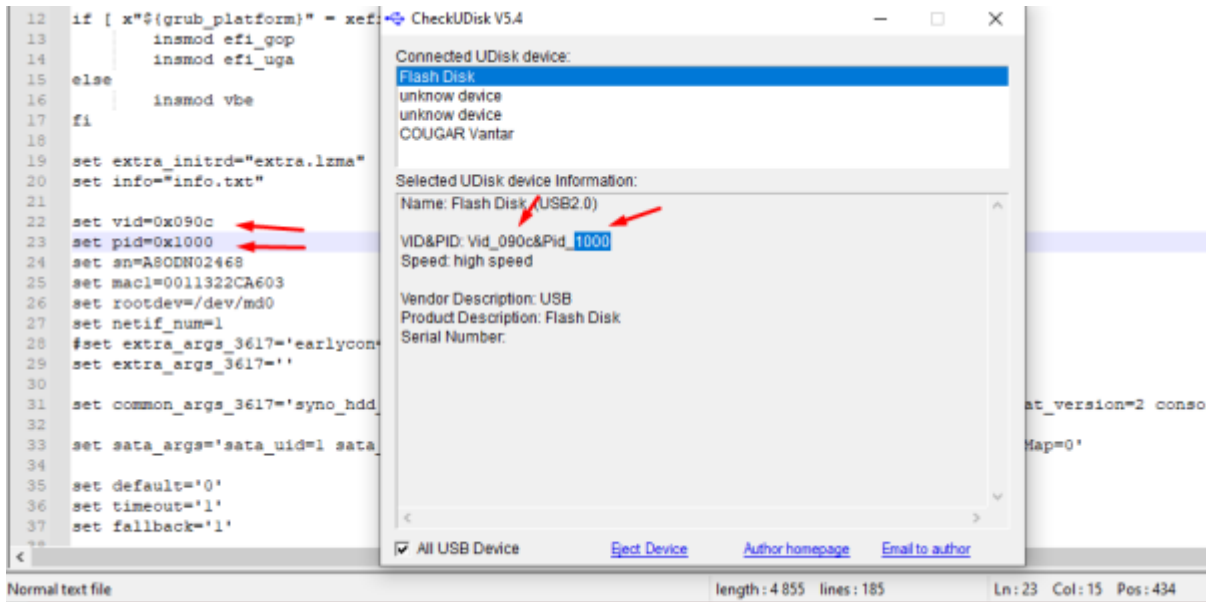 12 if [ x"${grub_platform}" = xefi
13 insmod efi_gop
14 insmod efi_uga
15 else
16 insmod vbe
17 fi
18
19 set extra_initrd="extra.lzma"
20 set info="info.txt"
21
22 set vid=0x090c
23 set pid=0x1000
24 set sn=A8ODN02468
25 set mac1=0011322CA603
26 set rootdev=/dev/md0
27 set netif_num=1
28 #set extra_args_3617='earlycon=
29 set extra_args_3617=''
30
31 set common_args_3617='syno_hdd_ at_version=2 conso
32
33 set sata_args='sata_uid=1 sata_ Map=0'
34
35 set default='0'
36 set timeout='1'
37 set fallback='1'
38
CheckUDisk V5.4
Connected UDisk device:
Flash Disk
unknow device
unknow device
COUGAR Vantar
Selected UDisk device Information:
Name: Flash Disk (USB2.0)
VID&PID: Vid_090c&Pid_1000
Speed: high speed
Vendor Description: USB
Product Description: Flash Disk
Serial Number:
All USB Device Eject Device Author homepage Email to author
Normal text file length : 4 855 lines : 185 Ln : 23 Col : 15 Pos : 434